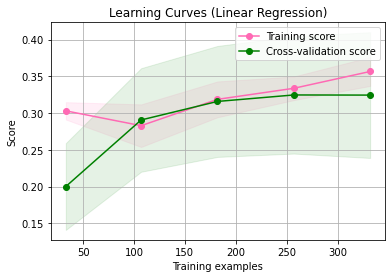 Learning Curves (Linear Regression)
Training score
Cross-validation score
0.40
0.35
0.30
0.25
0.20
0.15
Score
50 100 150 200 250 300
Training examples